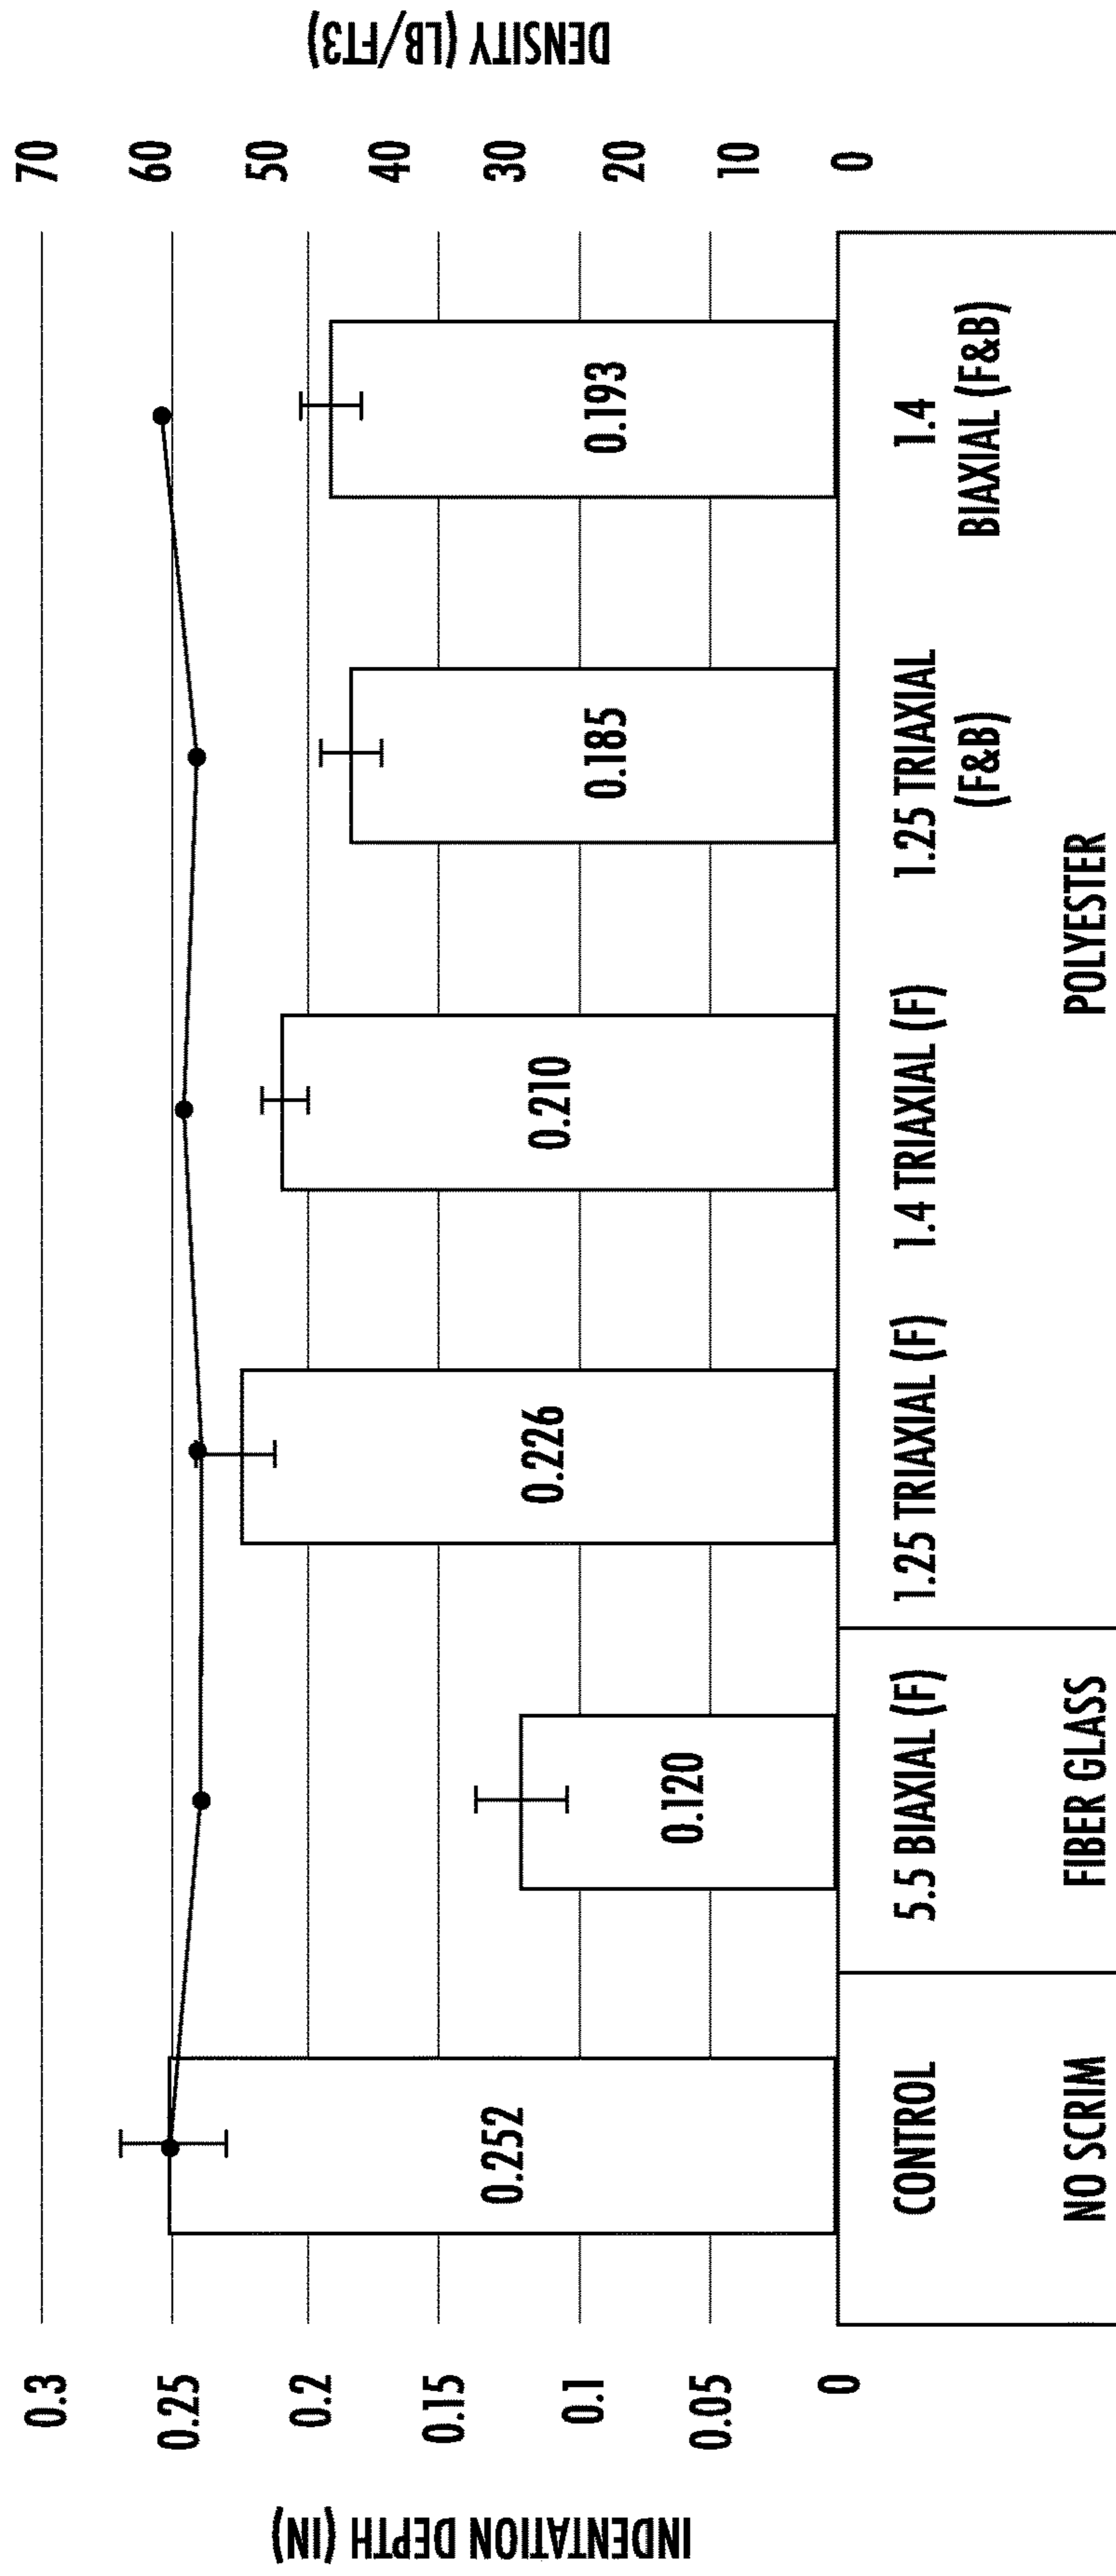 INDENTATION DEPTH (IN)
0.3
0.25
0.2
0.15
0.1
0.05
0
0.252
0.120
0.226
0.210
0.185
0.193
70
60
50
40
30
20
10
0
DENSITY (LB/FT3)
CONTROL
5.5 BIAXIAL (F)
1.25 TRIAXIAL (F)
1.4 TRIAXIAL (F)
1.25 TRIAXIAL
(F&B)
1.4
BIAXIAL (F&B)
NO SCRIM
FIBER GLASS
POLYESTER